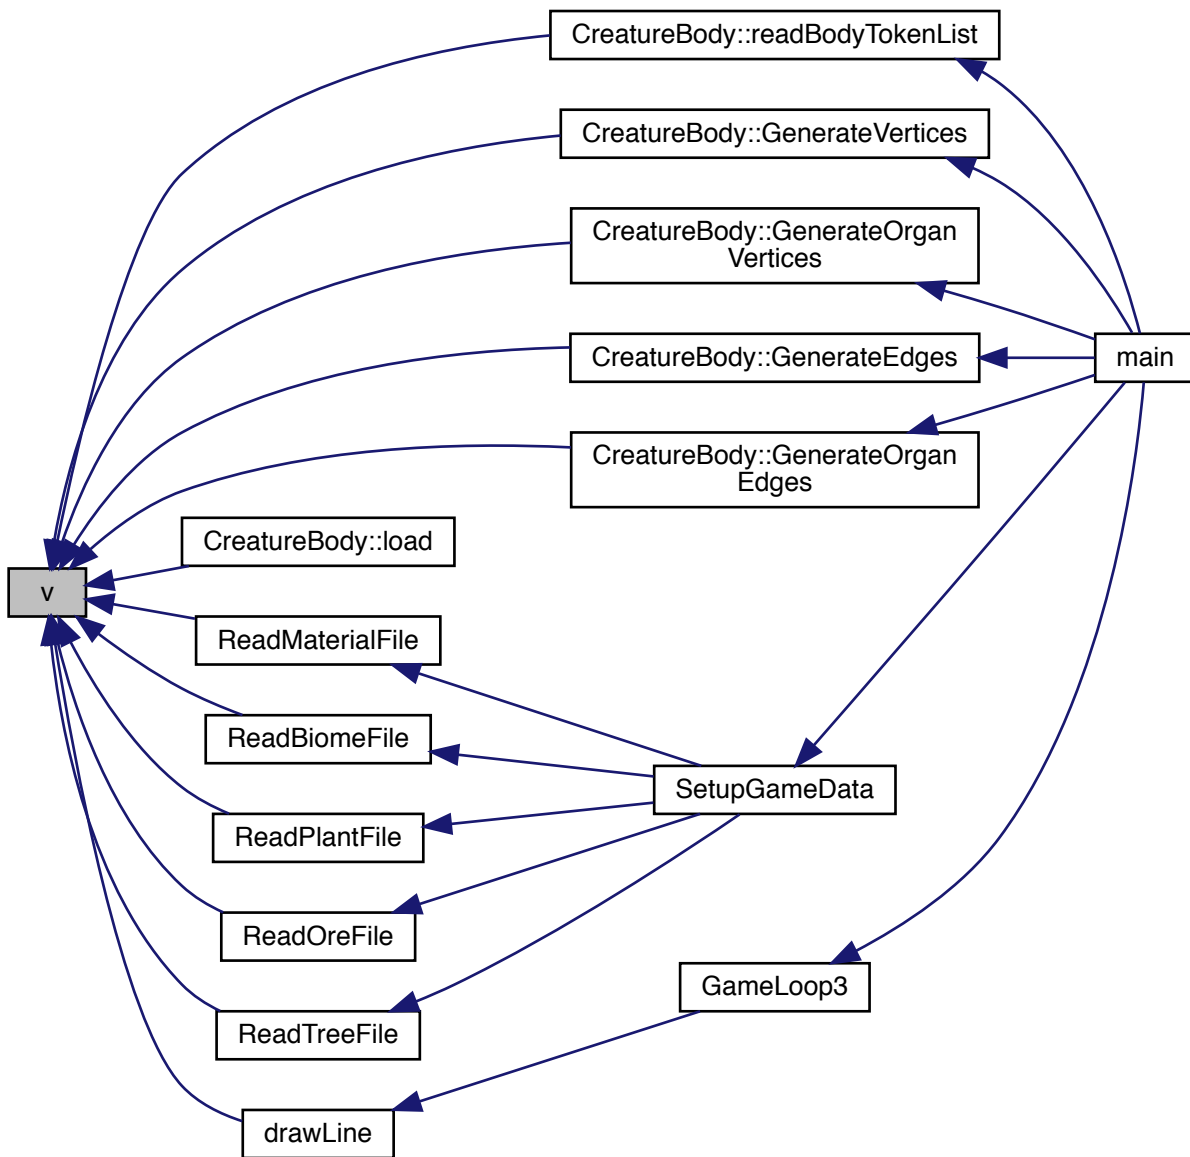 CreatureBody::readBodyTokenList
CreatureBody::GenerateVertices
CreatureBody::GenerateOrgan
Vertices
CreatureBody::GenerateEdges
main
CreatureBody::GenerateOrgan
Edges
CreatureBody::load
v
ReadMaterialFile
ReadBiomeFile
SetupGameData
ReadPlantFile
ReadOreFile
GameLoop3
ReadTreeFile
drawLine